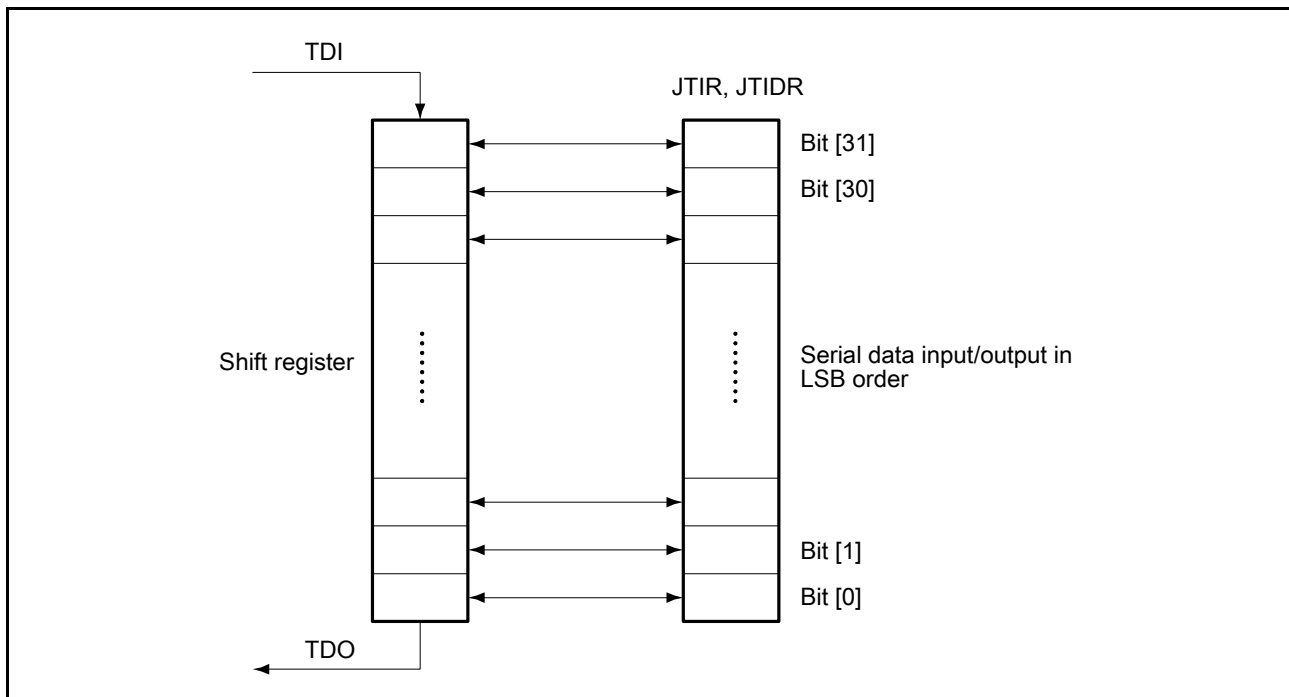 TDI
JTIR, JTIDR
Bit [31]
Bit [30]
Shift register
Serial data input/output in
LSB order
Bit [1]
Bit [0]
TDO